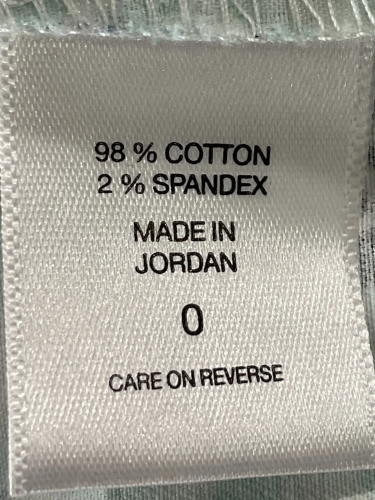 98 % COTTON
2 % SPANDEX
MADE IN
JORDAN
0
CARE ON REVERSE